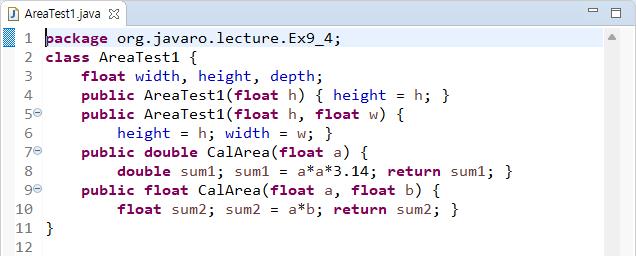 AreaTest1.java
1 package org.javaro.lecture.Ex9_4;
2 class AreaTest1 {
3 float width, height, depth;
4 public AreaTest1(float h) { height = h; }
5 public AreaTest1(float h, float w) {
6 height = h; width = w; }
7 public double CalArea(float a) {
8 double sum1; sum1 = a*a*3.14; return sum1; }
9 public float CalArea(float a, float b) {
10 float sum2; sum2 = a*b; return sum2; }
11 }
12